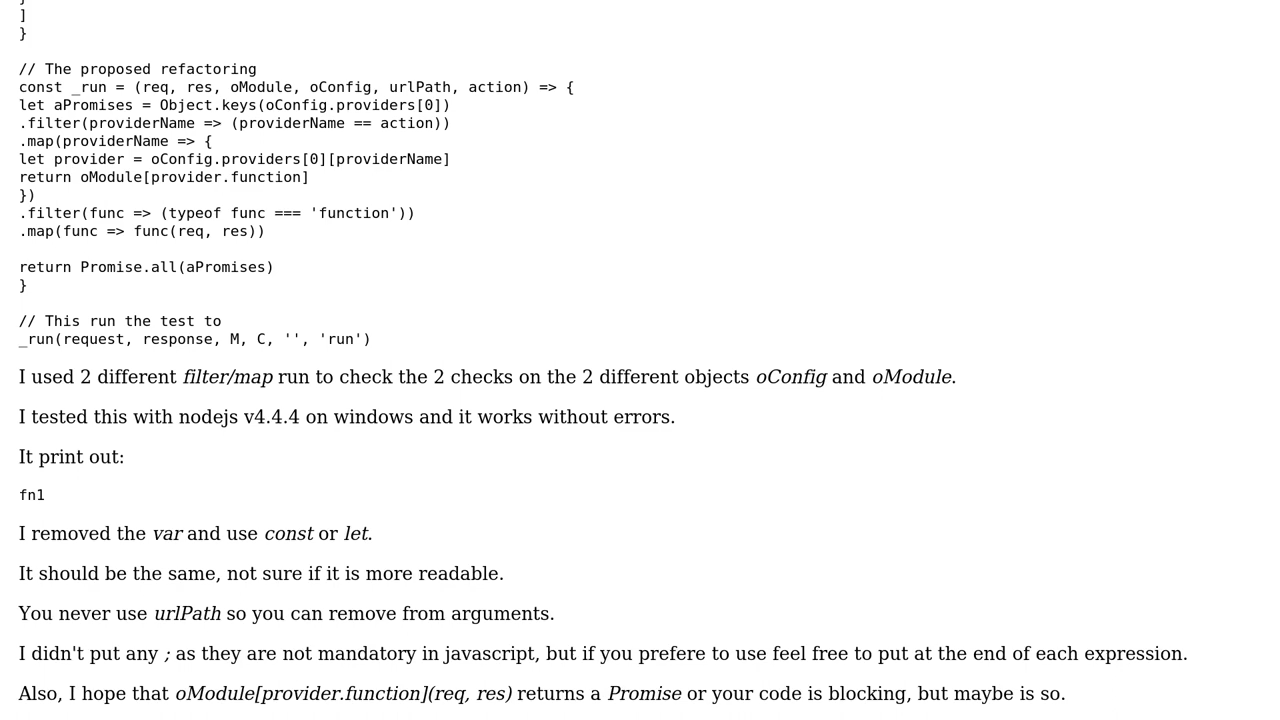 ]
}
// The proposed refactoring
const _run = (req, res, oModule, oConfig, urlPath, action) => {
let aPromises = Object.keys(oConfig.providers[0])
.filter(providerName => (providerName == action))
.map(providerName => {
let provider = oConfig.providers[0][providerName]
return oModule[provider.function]
})
.filter(func => (typeof func === 'function'))
.map(func => func(req, res))
return Promise.all(aPromises)
}
// This run the test to
_run(request, response, M, C, '', 'run')
I used 2 different filter/map run to check the 2 checks on the 2 different objects oConfig and oModule.
I tested this with nodejs v4.4.4 on windows and it works without errors.
It print out:
fn1
I removed the var and use const or let.
It should be the same, not sure if it is more readable.
You never use urlPath so you can remove from arguments.
I didn't put any ; as they are not mandatory in javascript, but if you prefere to use feel free to put at the end of each expression.
Also, I hope that oModule[provider.function](req, res) returns a Promise or your code is blocking, but maybe is so.